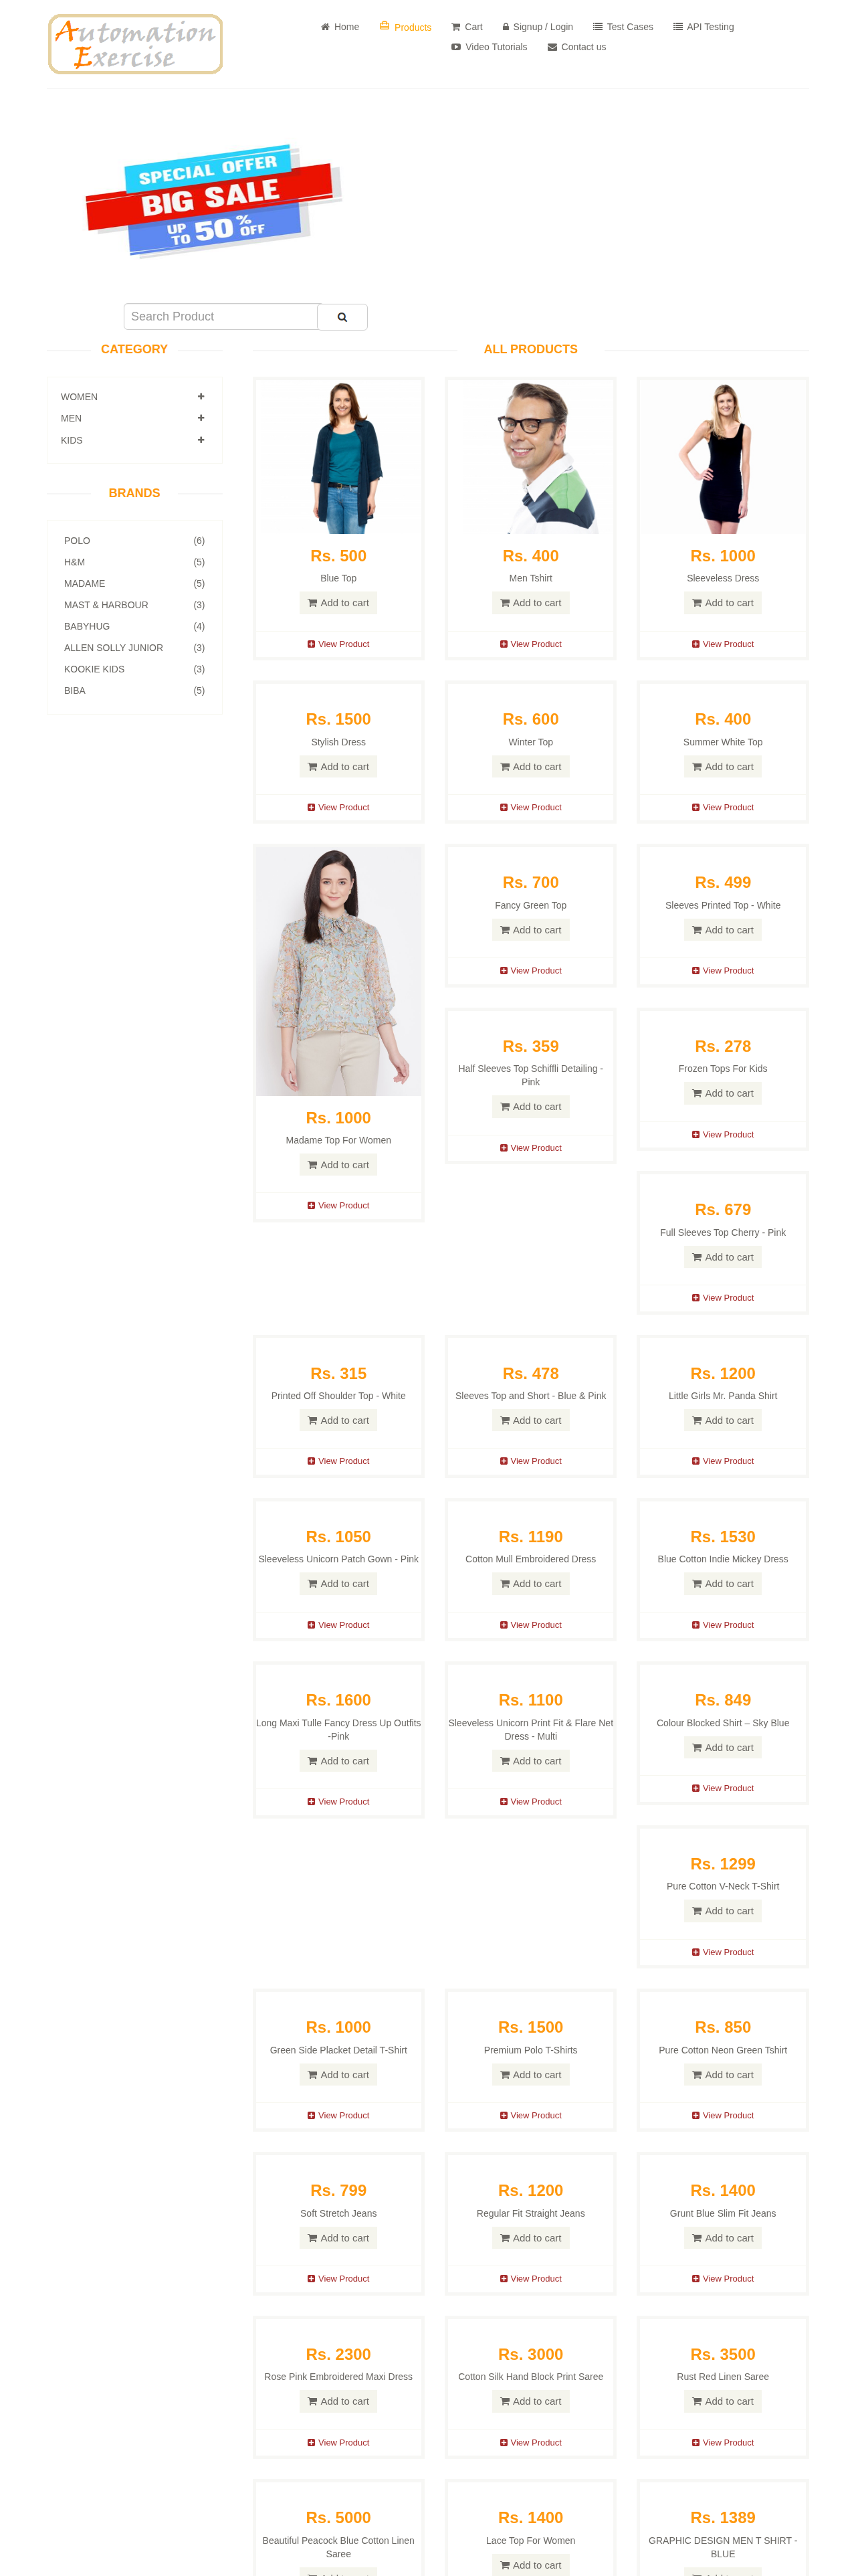 Automation
Exercise
Home
Products
Cart
Signup / Login
Test Cases
API Testing
Video Tutorials
Contact us
SPECIAL OFFER
BIG SALE
UP TO 50% OFF
Search Product
CATEGORY
WOMEN
MEN
KIDS
BRANDS
POLO (6)
H&M (5)
MADAME (5)
MAST & HARBOUR (3)
BABYHUG (4)
ALLEN SOLLY JUNIOR (3)
KOOKIE KIDS (3)
BIBA (5)
ALL PRODUCTS
Rs. 500
Blue Top
Add to cart
View Product
Rs. 400
Men Tshirt
Add to cart
View Product
Rs. 1000
Sleeveless Dress
Add to cart
View Product
Rs. 1500
Stylish Dress
Add to cart
View Product
Rs. 600
Winter Top
Add to cart
View Product
Rs. 400
Summer White Top
Add to cart
View Product
Rs. 1000
Madame Top For Women
Add to cart
View Product
Rs. 700
Fancy Green Top
Add to cart
View Product
Rs. 499
Sleeves Printed Top - White
Add to cart
View Product
Rs. 359
Half Sleeves Top Schiffli Detailing -
Pink
Add to cart
View Product
Rs. 278
Frozen Tops For Kids
Add to cart
View Product
Rs. 679
Full Sleeves Top Cherry - Pink
Add to cart
View Product
Rs. 315
Printed Off Shoulder Top - White
Add to cart
View Product
Rs. 478
Sleeves Top and Short - Blue & Pink
Add to cart
View Product
Rs. 1200
Little Girls Mr. Panda Shirt
Add to cart
View Product
Rs. 1050
Sleeveless Unicorn Patch Gown - Pink
Add to cart
View Product
Rs. 1190
Cotton Mull Embroidered Dress
Add to cart
View Product
Rs. 1530
Blue Cotton Indie Mickey Dress
Add to cart
View Product
Rs. 1600
Long Maxi Tulle Fancy Dress Up Outfits
-Pink
Add to cart
View Product
Rs. 1100
Sleeveless Unicorn Print Fit & Flare Net
Dress - Multi
Add to cart
View Product
Rs. 849
Colour Blocked Shirt – Sky Blue
Add to cart
View Product
Rs. 1299
Pure Cotton V-Neck T-Shirt
Add to cart
View Product
Rs. 1000
Green Side Placket Detail T-Shirt
Add to cart
View Product
Rs. 1500
Premium Polo T-Shirts
Add to cart
View Product
Rs. 850
Pure Cotton Neon Green Tshirt
Add to cart
View Product
Rs. 799
Soft Stretch Jeans
Add to cart
View Product
Rs. 1200
Regular Fit Straight Jeans
Add to cart
View Product
Rs. 1400
Grunt Blue Slim Fit Jeans
Add to cart
View Product
Rs. 2300
Rose Pink Embroidered Maxi Dress
Add to cart
View Product
Rs. 3000
Cotton Silk Hand Block Print Saree
Add to cart
View Product
Rs. 3500
Rust Red Linen Saree
Add to cart
View Product
Rs. 5000
Beautiful Peacock Blue Cotton Linen
Saree
Rs. 1400
Lace Top For Women
Add to cart
Rs. 1389
GRAPHIC DESIGN MEN T SHIRT -
BLUE